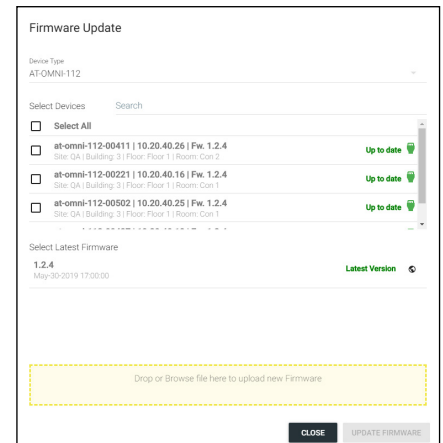 Firmware Update
Device Type
AT-OMNI-112
Select Devices Search
Select All
at-omni-112-00411 | 10.20.40.26 | Fw. 1.2.4
Up to date
Site: QA | Building: 3 | Floor: Floor 1 | Room: Con 2
at-omni-112-00221 | 10.20.40.16 | Fw. 1.2.4
Up to date
Site: QA | Building: 3 | Floor: Floor 1 | Room: Con 1
at-omni-112-00502 | 10.20.40.25 | Fw. 1.2.4
Up to date
Site: QA | Building: 3 | Floor: Floor 1 | Room: Con 1
Select Latest Firmware
1.2.4
Latest Version
May-30-2019 17:00:00
Drop or Browse file here to upload new Firmware
CLOSE UPDATE FIRMWARE